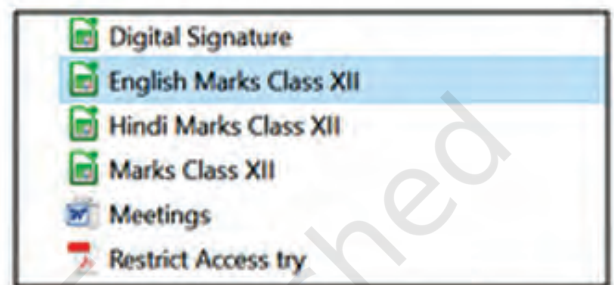 Digital Signature
English Marks Class XII
Hindi Marks Class XII
Marks Class XII
Meetings
Restrict Access try